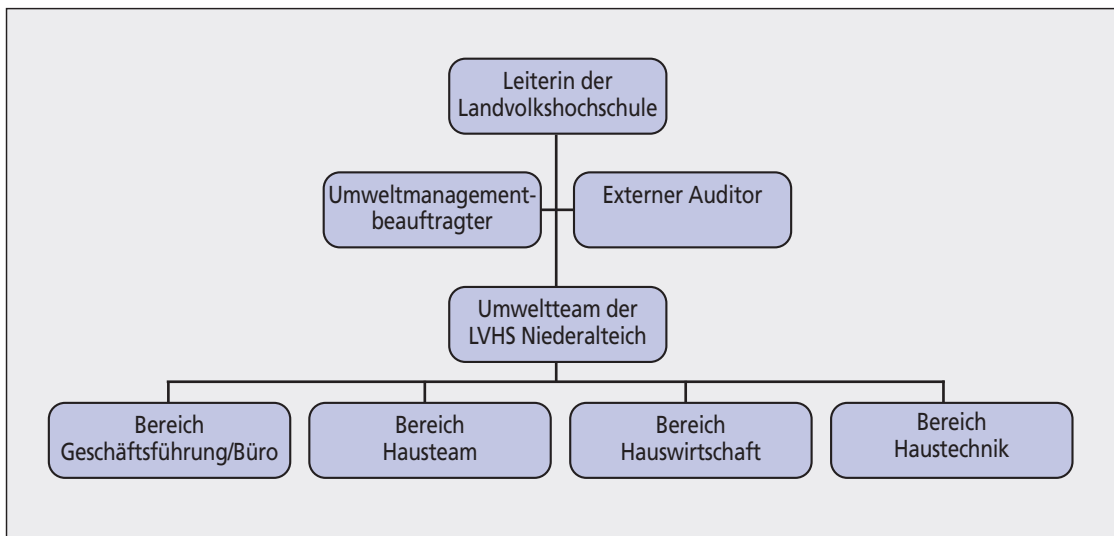 Leiterin der
Landvolkshochschule
Umweltmanagement-
beauftragter
Externer Auditor
Umweltteam der
LVHS Niederalteich
Bereich
Geschäftsführung/Büro
Bereich
Hausteam
Bereich
Hauswirtschaft
Bereich
Haustechnik